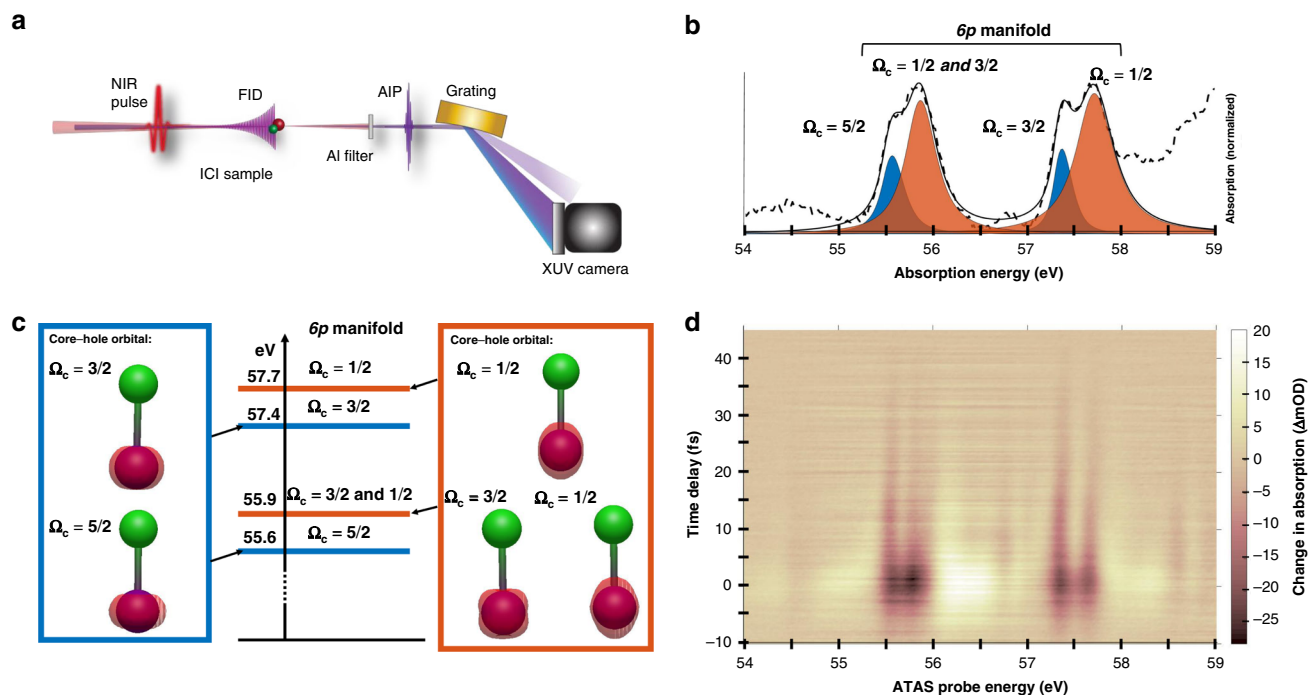 a
NIR
pulse
FID
AIP
Grating
ICI sample
Al filter
XUV camera
b
6p manifold
Ωc = 1/2 and 3/2
Ωc = 1/2
Ωc = 5/2
Ωc = 3/2
Absorption (normalized)
54 55 56 57 58 59
Absorption energy (eV)
c
Core–hole orbital:
Ωc = 3/2
Ωc = 5/2
6p manifold
eV
57.7 Ωc = 1/2
57.4 Ωc = 3/2
55.9 Ωc = 3/2 and 1/2
55.6 Ωc = 5/2
Core–hole orbital:
Ωc = 1/2
Ωc = 3/2 Ωc = 1/2
d
Time delay (fs)
40
30
20
10
0
–10
54 55 56 57 58 59
ATAS probe energy (eV)
20
15
10
5
0
–5
–10
–15
–20
–25
Change in absorption (ΔmOD)